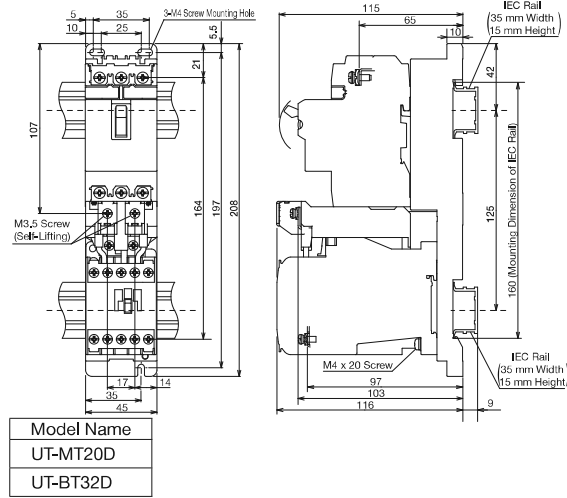 5 35
3-M4 Screw Mounting Hole
10 25
5.5
21
107
164
197
208
M3.5 Screw
(Self-Lifting)
17 14
35
45
115
65
10
IEC Rail
(35 mm Width
15 mm Height)
42
125
160 (Mounting Dimension of IEC Rail)
M4 x 20 Screw
IEC Rail
(35 mm Width
15 mm Height)
97
103
116
9
Model Name
UT-MT20D
UT-BT32D